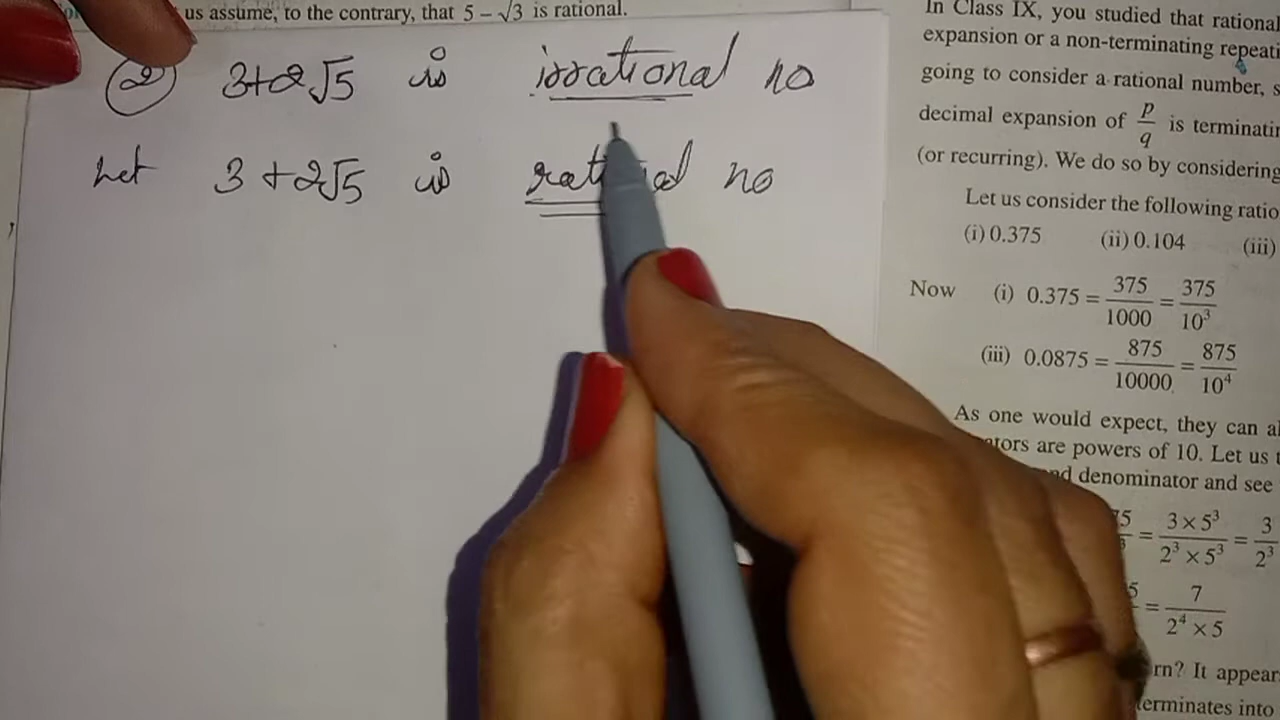 us assume, to the contrary, that 5 – √3 is rational.
② 3+2√5 is irrational no
Let 3 + 2√5 is rational no
In Class IX, you studied that rational
expansion or a non-terminating repeati
going to consider a rational number, s
decimal expansion of p/q is terminatin
(or recurring). We do so by considering
Let us consider the following ratio
(i) 0.375 (ii) 0.104 (iii)
Now (i) 0.375 = 375/1000 = 375/10³
(iii) 0.0875 = 875/10000 = 875/10⁴
As one would expect, they can al
ators are powers of 10. Let us t
nd denominator and see
= 3 × 5³/2³ × 5³ = 3/2³
= 7/2⁴ × 5
rn? It appear
terminates into